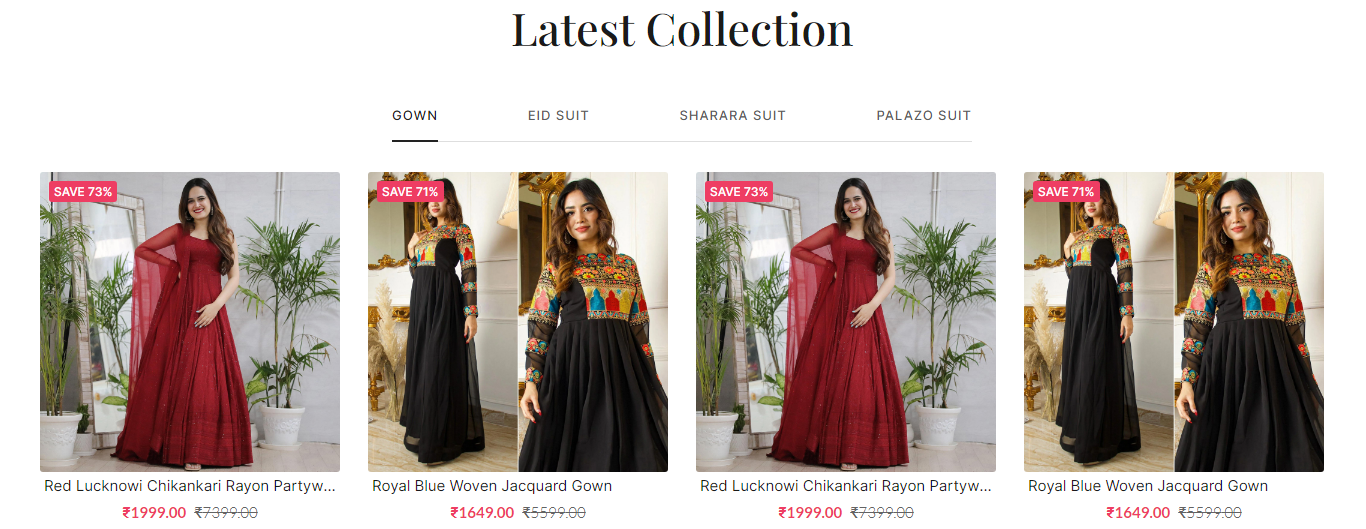 Latest Collection
GOWN EID SUIT SHARARA SUIT PALAZO SUIT
SAVE 73% SAVE 71% SAVE 73% SAVE 71%
Red Lucknowi Chikankari Rayon Partyw... Royal Blue Woven Jacquard Gown Red Lucknowi Chikankari Rayon Partyw... Royal Blue Woven Jacquard Gown
₹1999.00 ₹7399.00 ₹1649.00 ₹5599.00 ₹1999.00 ₹7399.00 ₹1649.00 ₹5599.00